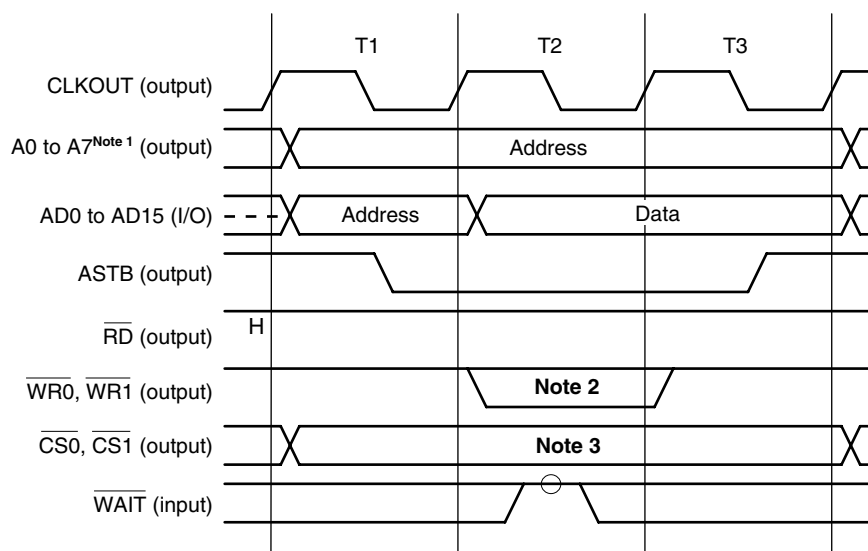 T1 T2 T3
CLKOUT (output)
A0 to A7Note 1 (output) Address
AD0 to AD15 (I/O) Address Data
ASTB (output)
RD (output) H
WR0, WR1 (output) Note 2
CS0, CS1 (output) Note 3
WAIT (input)